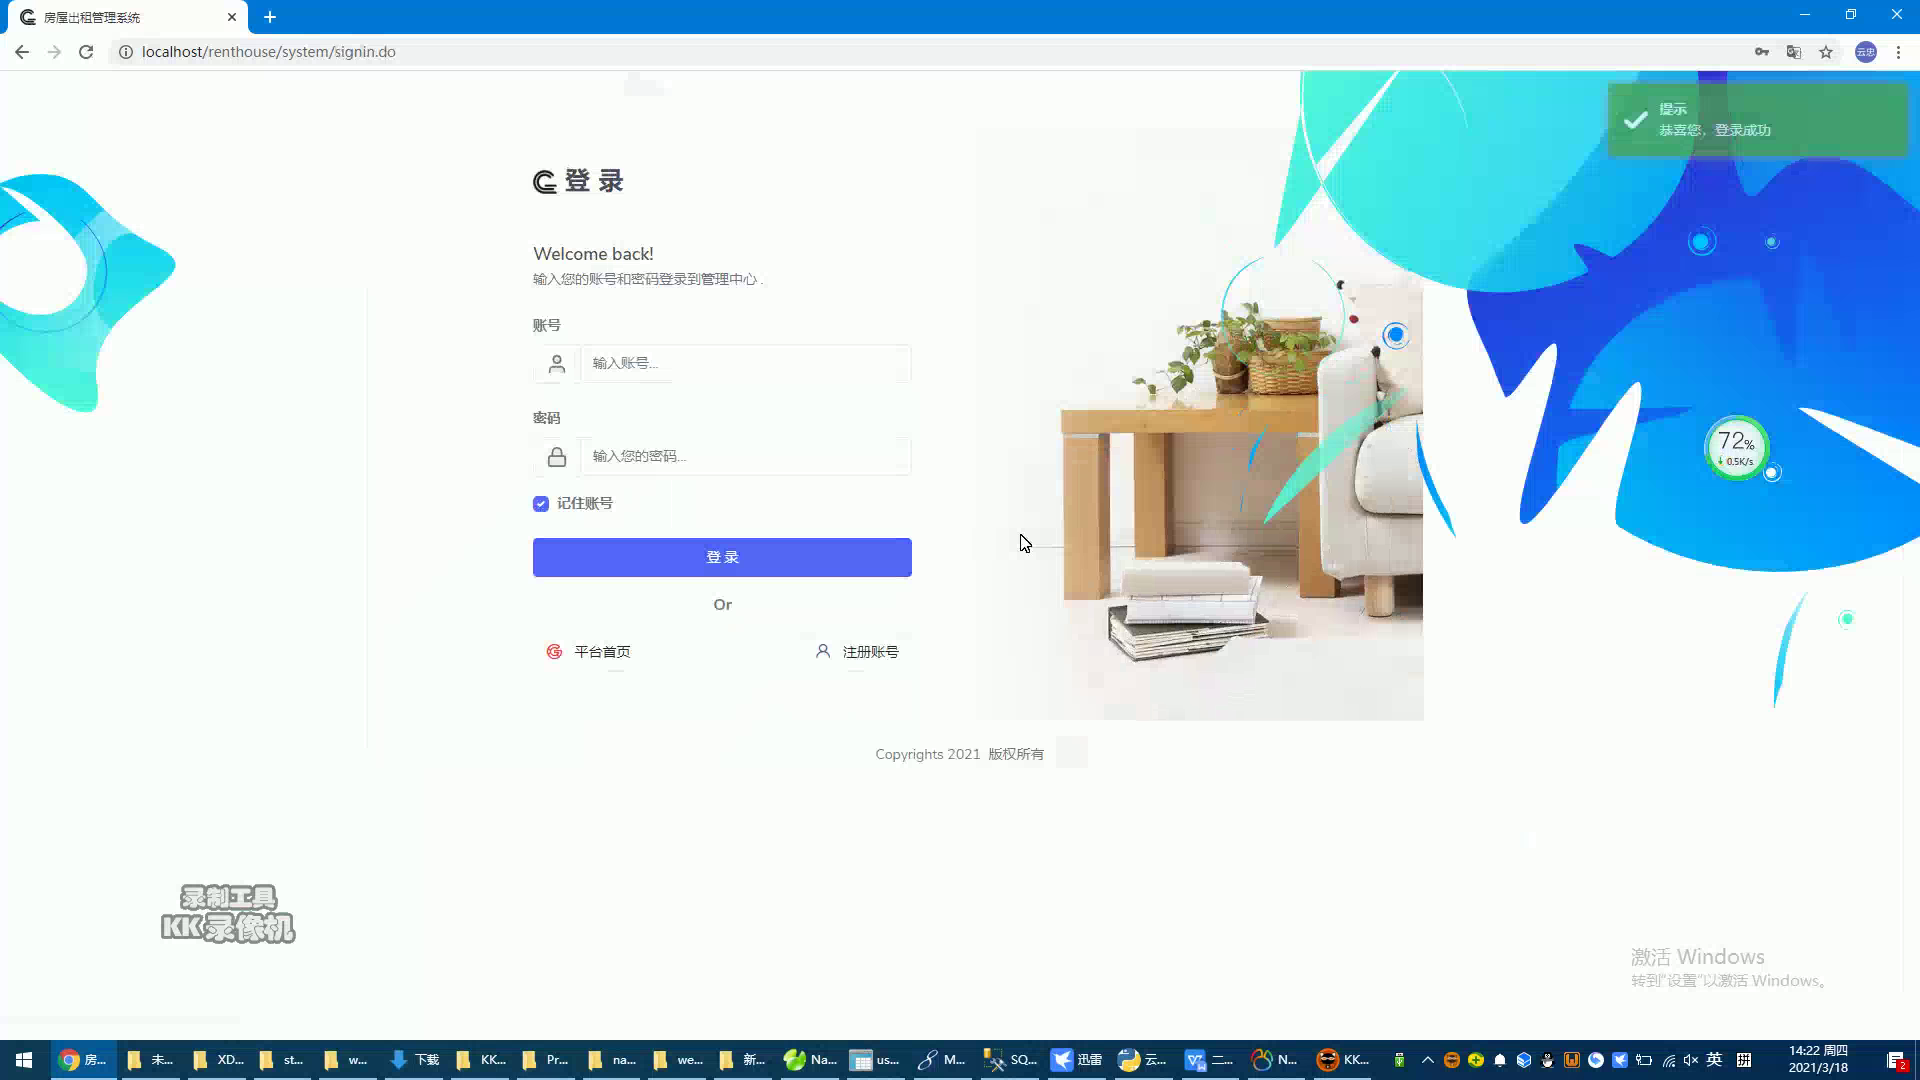 房屋出租管理系统
localhost/renthouse/system/signin.do
云忠
提示
恭喜您，登录成功
登 录
Welcome back!
输入您的账号和密码登录到管理中心 .
账号
输入账号...
密码
输入您的密码...
记住账号
登 录
Or
平台首页
注册账号
Copyrights 2021 版权所有
72%
0.5K/s
录制工具
KK录像机
激活 Windows
转到"设置"以激活 Windows。
房... 未... XD... st... w... 下载 KK... Pr... na... we... 新... Na... us... M... SQ... 迅雷 云... 二... N... KK... 英 拼
14:22 周四
2021/3/18
2